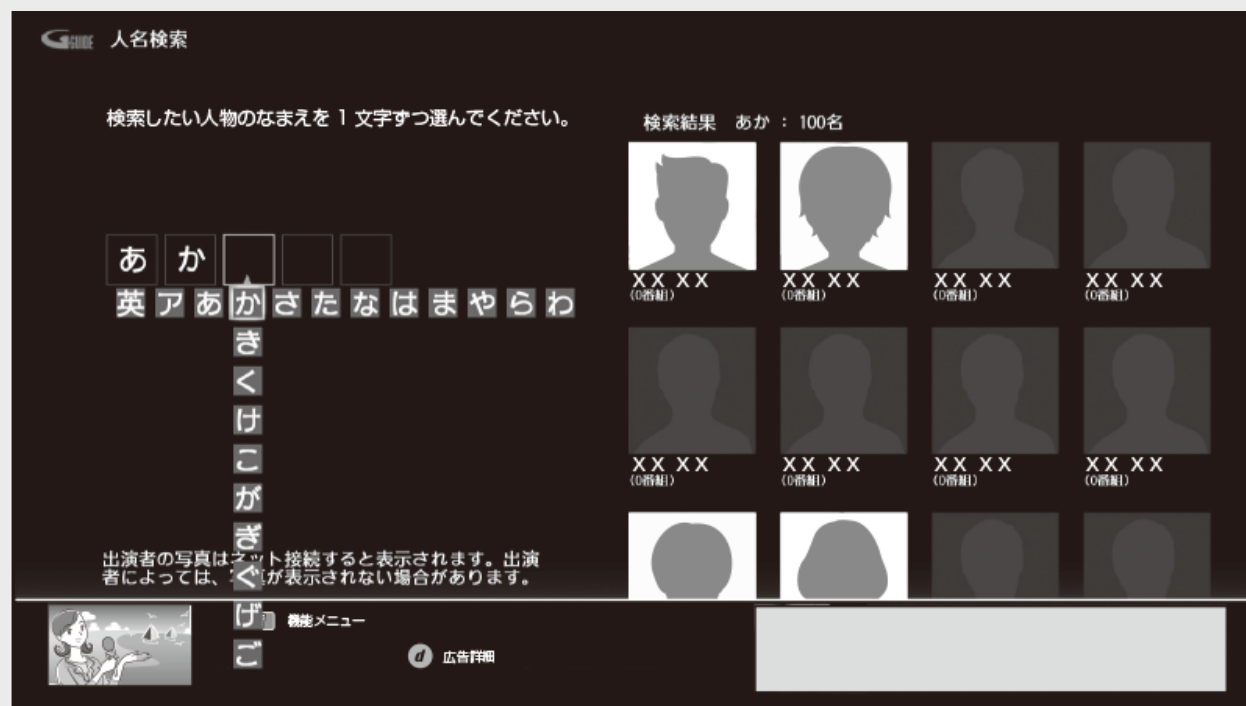 G-GUIDE 人名検索
検索したい人物のなまえを 1 文字ずつ選んでください。
あ か
英 ア あ か さ た な は ま や ら わ
き
く
け
こ
が
ぎ
ぐ
げ
ご
出演者の写真はネット接続すると表示されます。出演
者によっては、 が表示されない場合があります。
検索結果 あか : 100名
XX XX XX XX XX XX XX XX
(0番組) (0番組) (0番組) (0番組)
XX XX XX XX XX XX XX XX
(0番組) (0番組) (0番組) (0番組)
機能メニュー
d 広告詳細